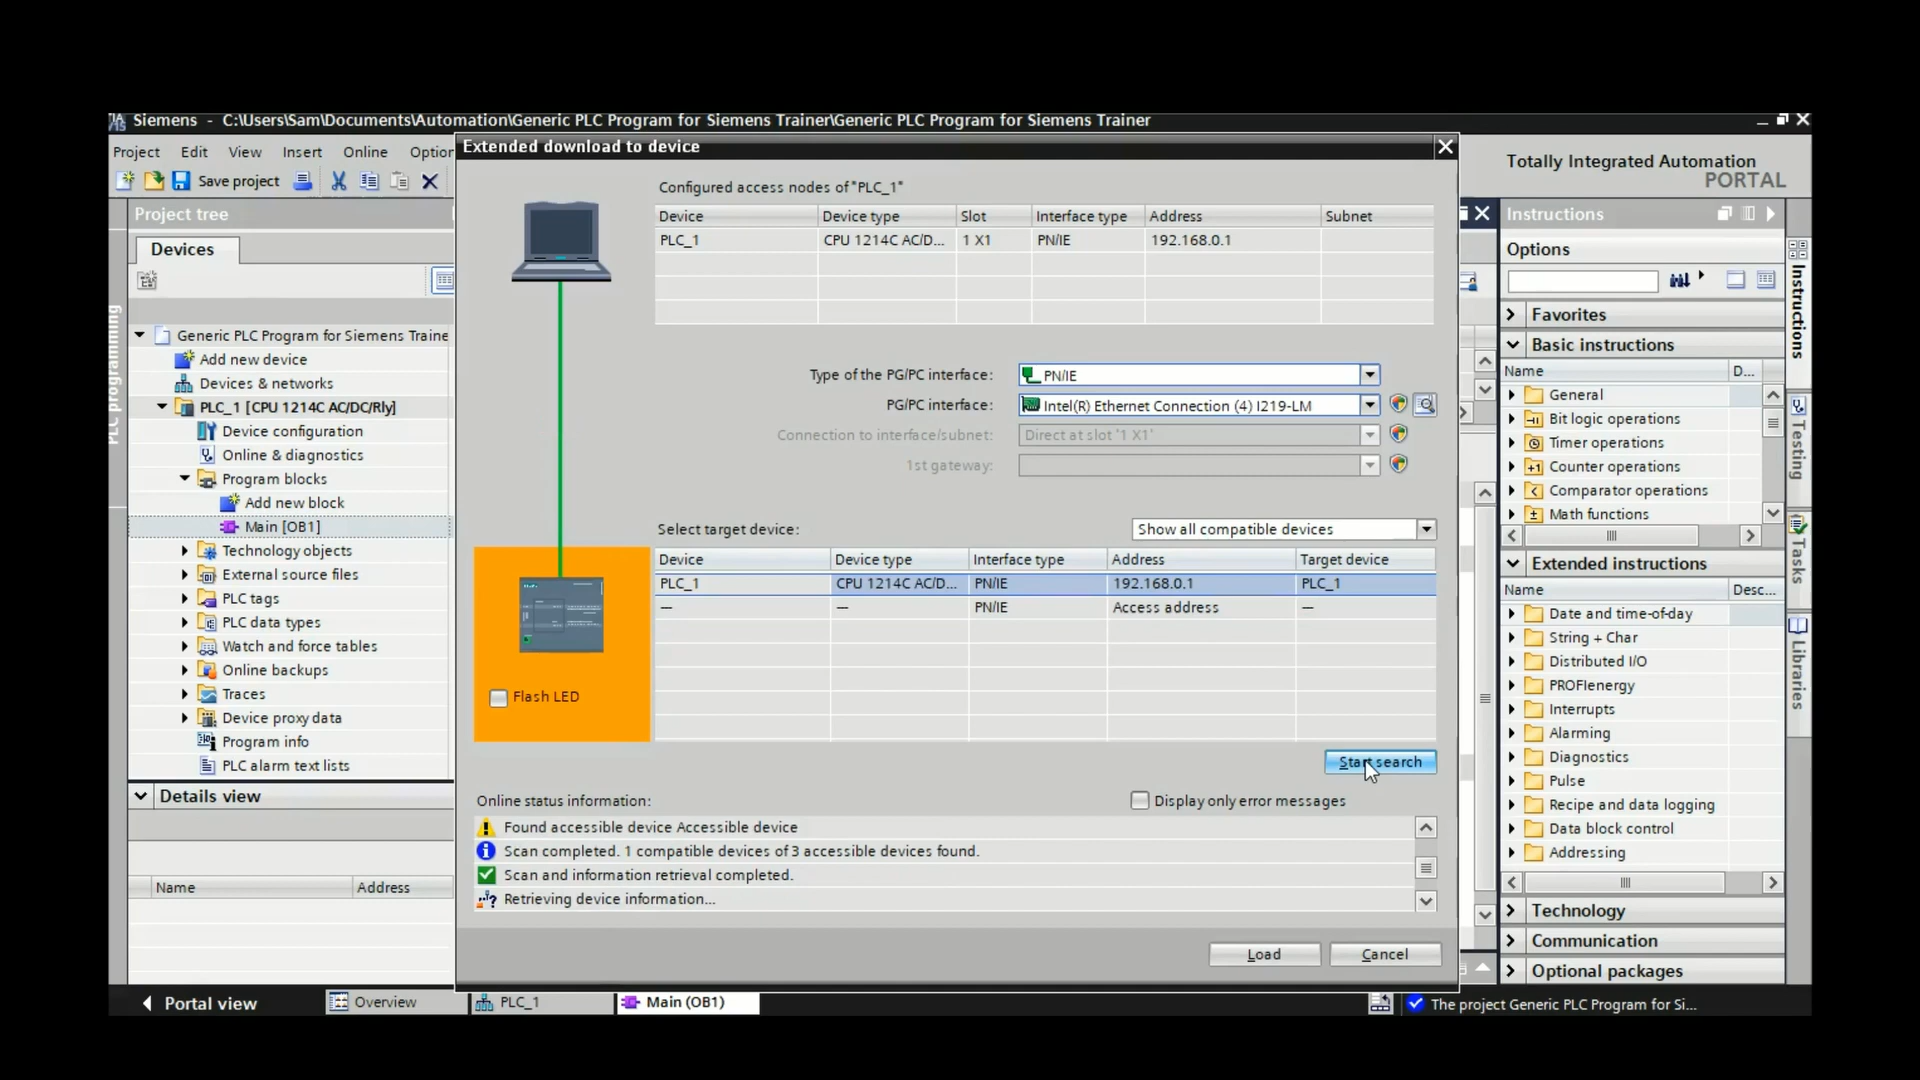 Siemens - C:\Users\Sam\Documents\Automation\Generic PLC Program for Siemens Trainer\Generic PLC Program for Siemens Trainer
Project Edit View Insert Online Option
Save project
Totally Integrated Automation
PORTAL
Project tree
Devices
PLC programming
Generic PLC Program for Siemens Traine
Add new device
Devices & networks
PLC_1 [CPU 1214C AC/DC/Rly]
Device configuration
Online & diagnostics
Program blocks
Add new block
Main [OB1]
Technology objects
External source files
PLC tags
PLC data types
Watch and force tables
Online backups
Traces
Device proxy data
Program info
PLC alarm text lists
Details view
Name Address
Extended download to device
Configured access nodes of "PLC_1"
Device Device type Slot Interface type Address Subnet
PLC_1 CPU 1214C AC/D... 1 X1 PN/IE 192.168.0.1
Type of the PG/PC interface: PN/IE
PG/PC interface: Intel(R) Ethernet Connection (4) I219-LM
Connection to interface/subnet: Direct at slot '1 X1'
1st gateway:
Select target device: Show all compatible devices
Device Device type Interface type Address Target device
PLC_1 CPU 1214C AC/D... PN/IE 192.168.0.1 PLC_1
— — PN/IE Access address —
Flash LED
Start search
Online status information: Display only error messages
Found accessible device Accessible device
Scan completed. 1 compatible devices of 3 accessible devices found.
Scan and information retrieval completed.
Retrieving device information...
Load Cancel
Instructions
Options
Favorites
Basic instructions
Name D...
General
Bit logic operations
Timer operations
Counter operations
Comparator operations
Math functions
Extended instructions
Name Desc...
Date and time-of-day
String + Char
Distributed I/O
PROFIenergy
Interrupts
Alarming
Diagnostics
Pulse
Recipe and data logging
Data block control
Addressing
Technology
Communication
Optional packages
Instructions
Testing
Tasks
Libraries
Portal view Overview PLC_1 Main (OB1) The project Generic PLC Program for Si...